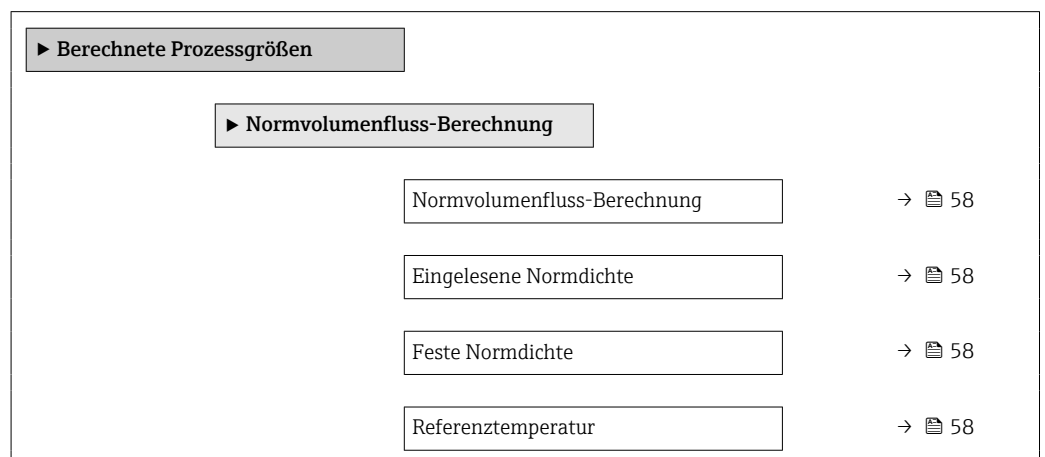 ► Berechnete Prozessgrößen
► Normvolumenfluss-Berechnung
Normvolumenfluss-Berechnung → 58
Eingelesene Normdichte → 58
Feste Normdichte → 58
Referenztemperatur → 58